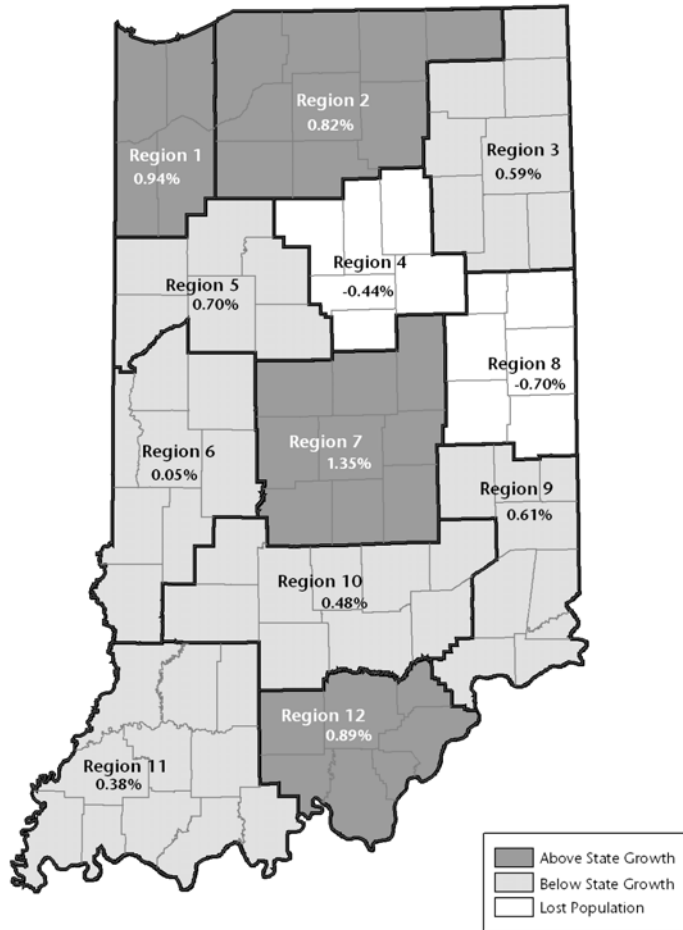 Region 2
0.82%
Region 1
0.94%
Region 3
0.59%
Region 4
-0.44%
Region 5
0.70%
Region 8
-0.70%
Region 7
1.35%
Region 6
0.05%
Region 9
0.61%
Region 10
0.48%
Region 12
0.89%
Region 11
0.38%
Above State Growth
Below State Growth
Lost Population